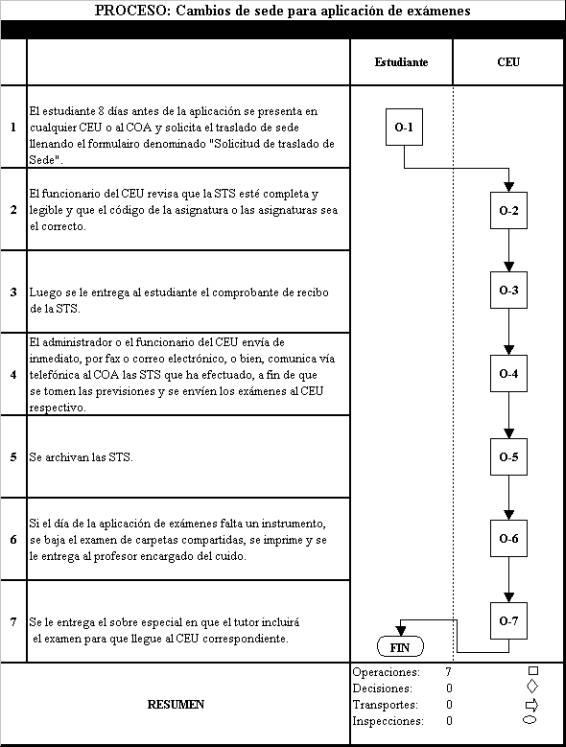 PROCESO: Cambios de sede para aplicación de exámenes
Estudiante
CEU
1
El estudiante 8 días antes de la aplicación se presenta en
cualquier CEU o al COA y solicita el traslado de sede
llenando el formulairo denominado "Solicitud de traslado de
Sede".
O-1
2
El funcionario del CEU revisa que la STS esté completa y
legible y que el código de la asignatura o las asignaturas sea
el correcto.
O-2
3
Luego se le entrega al estudiante el comprobante de recibo
de la STS.
O-3
4
El administrador o el funcionario del CEU envía de
inmediato, por fax o correo electrónico, o bien, comunica vía
telefónica al COA las STS que ha efectuado, a fin de que
se tomen las previsiones y se envíen los exámenes al CEU
respectivo.
O-4
5
Se archivan las STS.
O-5
6
Si el día de la aplicación de exámenes falta un instrumento,
se baja el examen de carpetas compartidas, se imprime y se
le entrega al profesor encargado del cuido.
O-6
7
Se le entrega el sobre especial en que el tutor incluirá
el examen para que llegue al CEU correspondiente.
O-7
FIN
RESUMEN
Operaciones: 7
Decisiones: 0
Transportes: 0
Inspecciones: 0